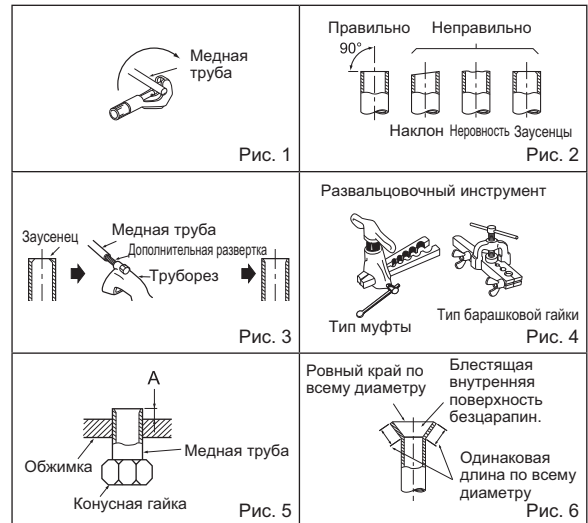 Медная
труба
Рис. 1
Правильно
Неправильно
90°
Наклон
Неровность
Заусенцы
Рис. 2
Заусенец
Медная труба
Дополнительная развертка
Труборез
Рис. 3
Развальцовочный инструмент
Тип муфты
Тип барашковой гайки
Рис. 4
A
Медная труба
Обжимка
Конусная гайка
Рис. 5
Ровный край по
всему диаметру
Блестящая
внутренняя
поверхность
безцарапин.
Одинаковая
длина по всему
диаметру
Рис. 6